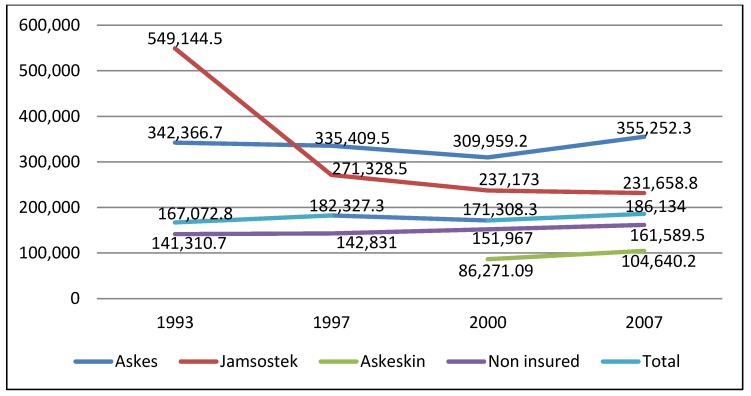 600,000
549,144.5
500,000
400,000
342,366.7 335,409.5 309,959.2 355,252.3
300,000
271,328.5 237,173 231,658.8
200,000
167,072.8 182,327.3 171,308.3 186,134
141,310.7 142,831 151,967 161,589.5
100,000
86,271.09 104,640.2
0
1993 1997 2000 2007
Askes Jamsostek Askeskin Non insured Total